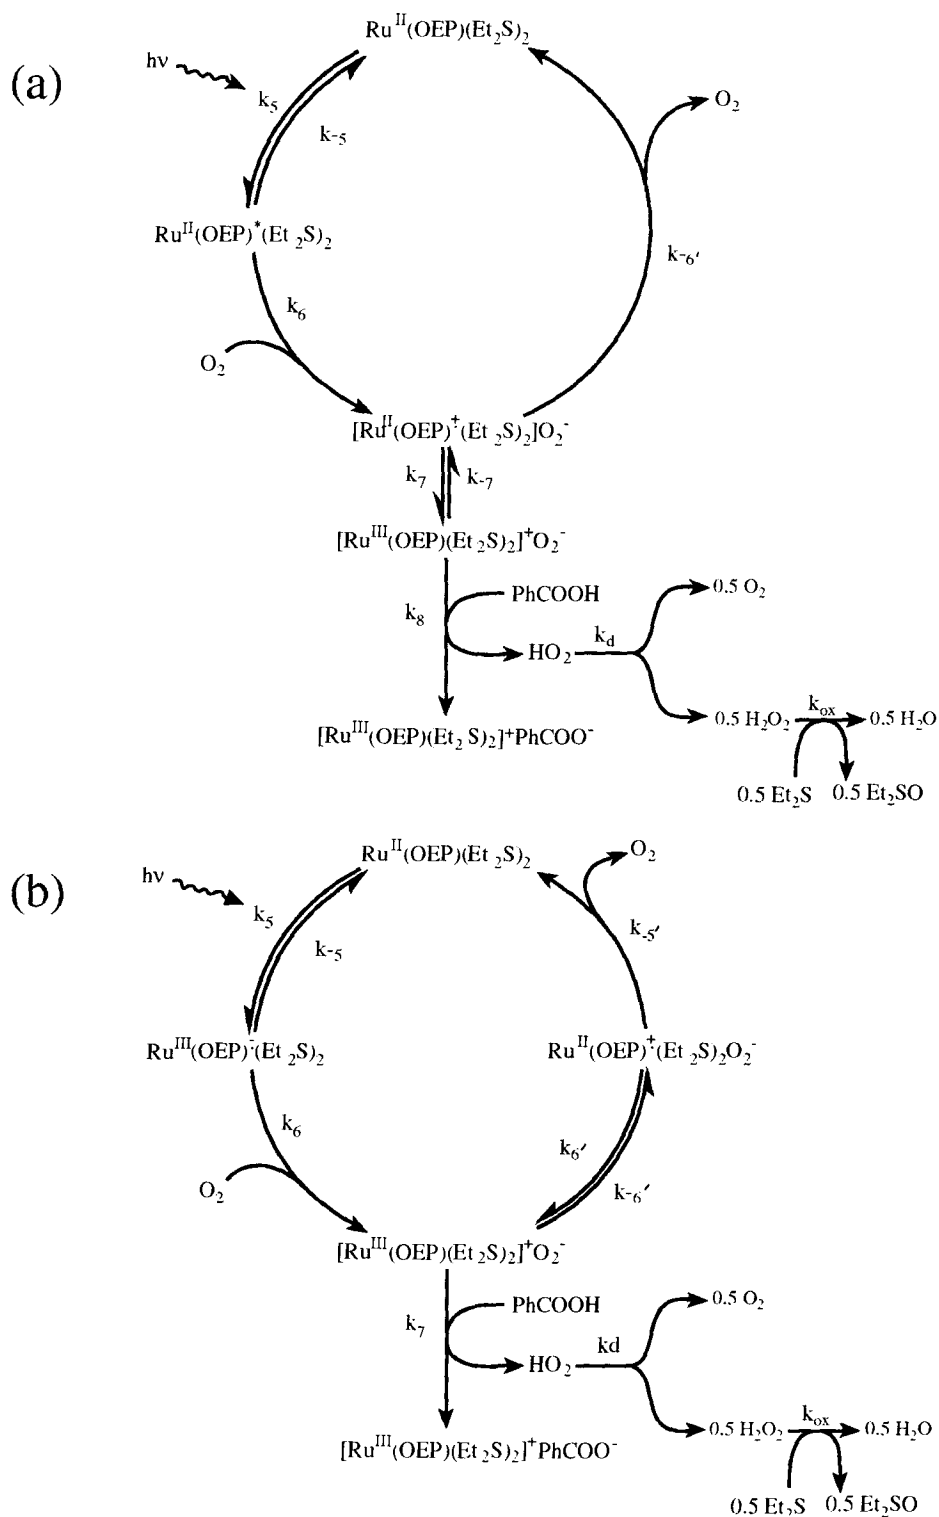 (a)
Ru^II(OEP)(Et₂S)₂
hν
k₅
k-₅
O₂
Ru^II(OEP)^*(Et₂S)₂
k-₆′
k₆
O₂
[Ru^II(OEP)^+·(Et₂S)₂]O₂⁻
k₇
k-₇
[Ru^III(OEP)(Et₂S)₂]⁺O₂⁻
PhCOOH
k₈
HO₂
k_d
0.5 O₂
0.5 H₂O₂
k_ox
0.5 H₂O
0.5 Et₂S
0.5 Et₂SO
[Ru^III(OEP)(Et₂S)₂]⁺PhCOO⁻
(b)
Ru^II(OEP)(Et₂S)₂
hν
k₅
k-₅
O₂
k-₅′
Ru^III(OEP)^-·(Et₂S)₂
Ru^II(OEP)^+·(Et₂S)₂O₂⁻
k₆
O₂
k₆′
k-₆′
[Ru^III(OEP)(Et₂S)₂]⁺O₂⁻
PhCOOH
k₇
HO₂
kd
0.5 O₂
0.5 H₂O₂
k_ox
0.5 H₂O
0.5 Et₂S
0.5 Et₂SO
[Ru^III(OEP)(Et₂S)₂]⁺PhCOO⁻